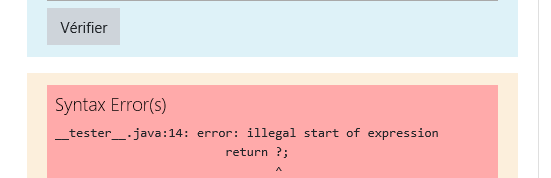 Vérifier
Syntax Error(s)
__tester__.java:14: error: illegal start of expression
return ?;
^